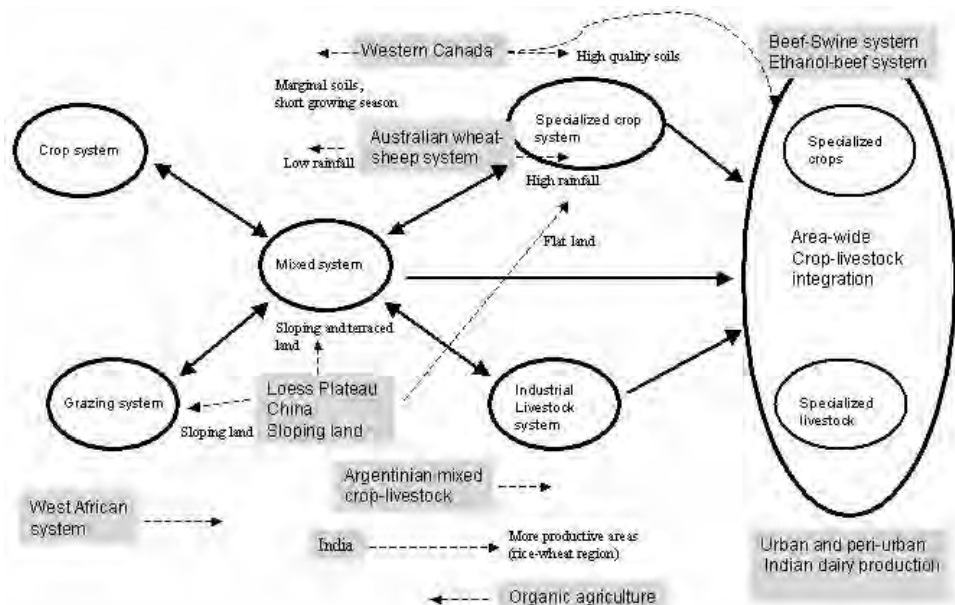 Western Canada
High quality soils
Beef-Swine system
Ethanol-beef system
Marginal soils,
short growing season
Crop system
Low rainfall
Australian wheat-
sheep system
Specialized crop
system
High rainfall
Specialized
crops
Flat land
Mixed system
Area-wide
Crop-livestock
integration
Sloping and terraced
land
Grazing system
Sloping land
Loess Plateau
China
Sloping land
Industrial
Livestock
system
Specialized
livestock
Argentinian mixed
crop-livestock
West African
system
India
More productive areas
(rice-wheat region)
Urban and peri-urban
Indian dairy production
Organic agriculture